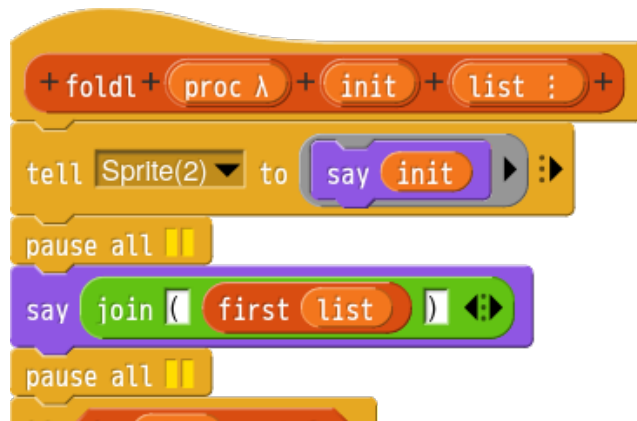 + foldl + proc λ + init + list ⋮ +
tell Sprite(2) to say init
pause all
say join ( first list )
pause all